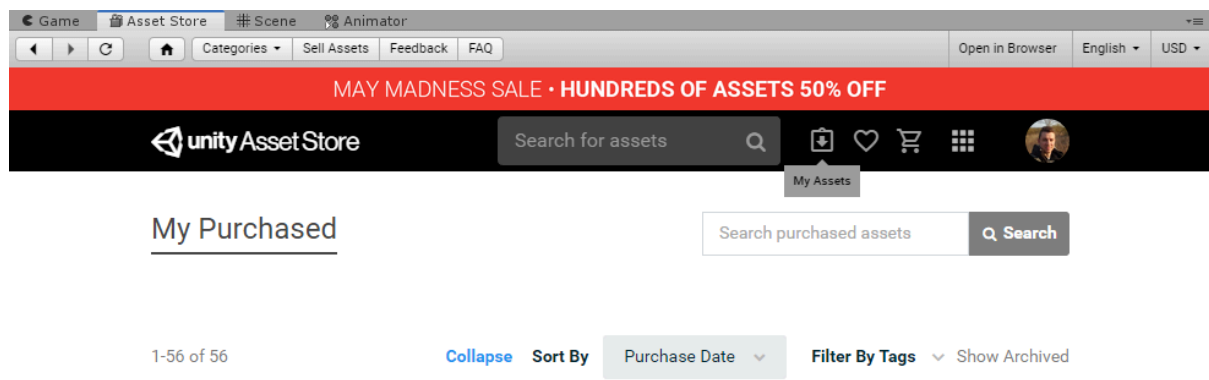 Game Asset Store Scene Animator
Categories Sell Assets Feedback FAQ Open in Browser English USD
MAY MADNESS SALE • HUNDREDS OF ASSETS 50% OFF
unity Asset Store Search for assets
My Assets
My Purchased Search purchased assets Search
1-56 of 56 Collapse Sort By Purchase Date Filter By Tags Show Archived